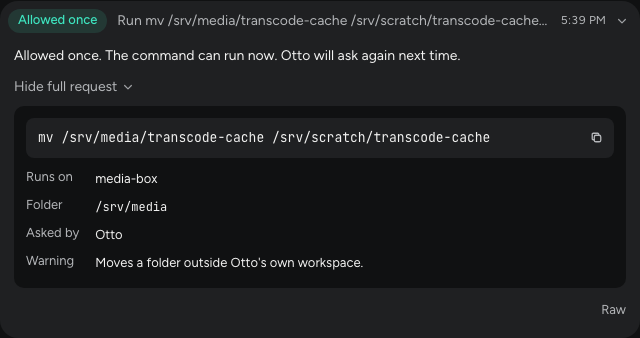 Allowed once Run mv /srv/media/transcode-cache /srv/scratch/transcode-cache... 5:39 PM
Allowed once. The command can run now. Otto will ask again next time.
Hide full request
mv /srv/media/transcode-cache /srv/scratch/transcode-cache
Runs on media-box
Folder /srv/media
Asked by Otto
Warning Moves a folder outside Otto's own workspace.
Raw